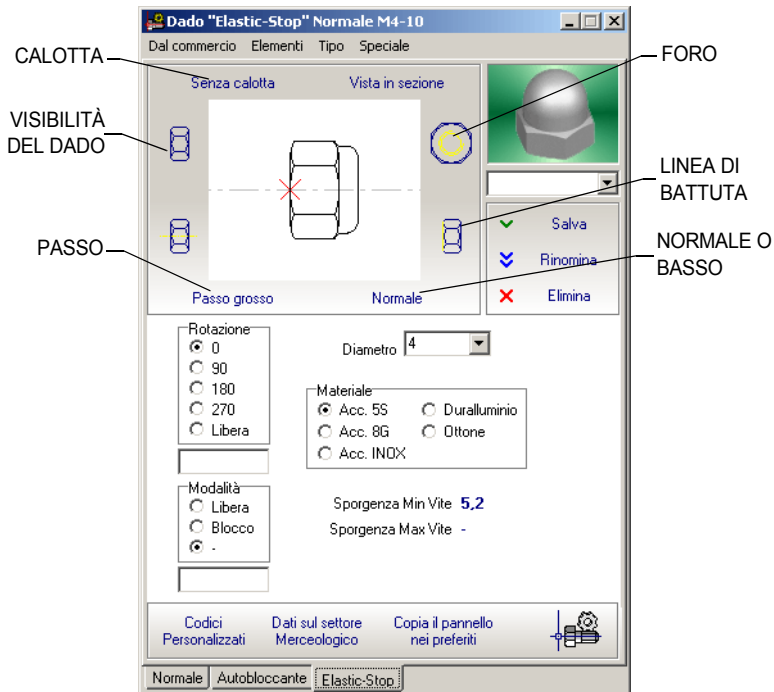 Dado "Elastic-Stop" Normale M4-10
Dal commercio Elementi Tipo Speciale
CALOTTA
FORO
Senza calotta Vista in sezione
VISIBILITÀ
DEL DADO
LINEA DI
BATTUTA
Salva
PASSO
NORMALE O
BASSO
Rinomina
Passo grosso Normale
Elimina
Rotazione
0
90
180
270
Libera
Diametro 4
Materiale
Acc. 5S Duralluminio
Acc. 8G Ottone
Acc. INOX
Modalità
Libera
Blocco
-
Sporgenza Min Vite 5,2
Sporgenza Max Vite -
Codici
Personalizzati
Dati sul settore
Merceologico
Copia il pannello
nei preferiti
Normale Autobloccante Elastic-Stop